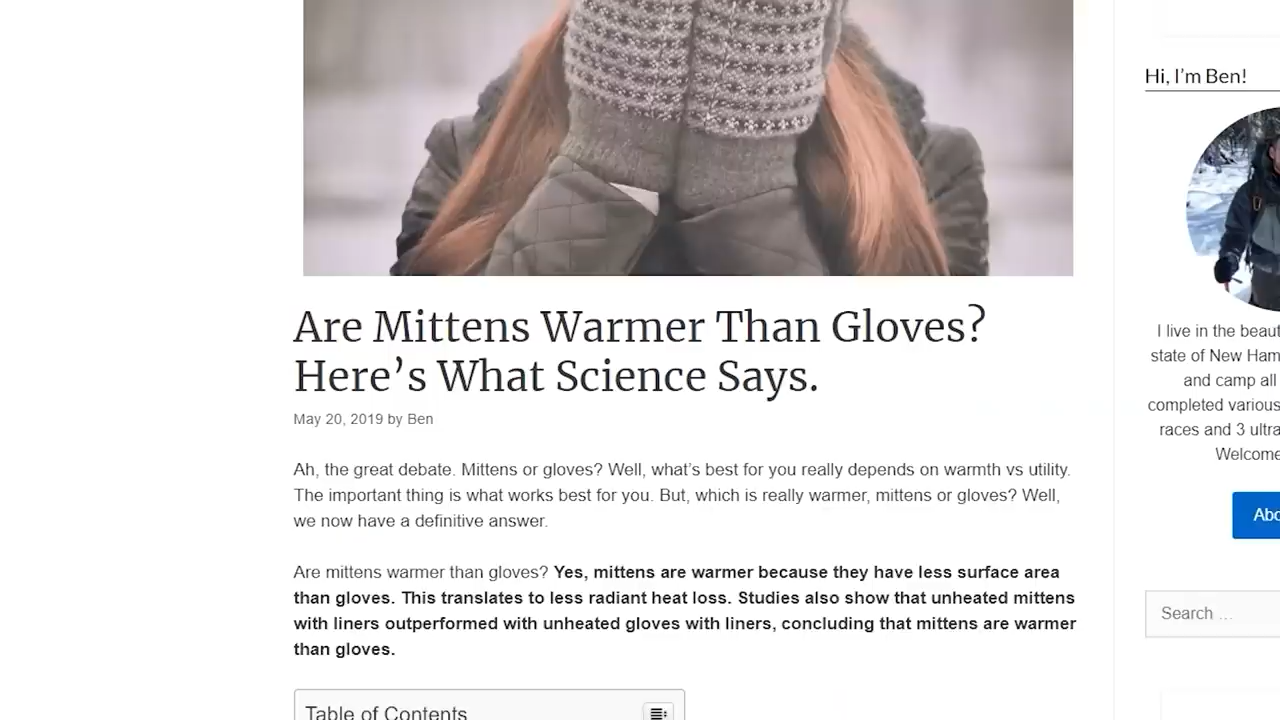 Are Mittens Warmer Than Gloves?
Here’s What Science Says.
May 20, 2019 by Ben
Ah, the great debate. Mittens or gloves? Well, what’s best for you really depends on warmth vs utility.
The important thing is what works best for you. But, which is really warmer, mittens or gloves? Well,
we now have a definitive answer.
Are mittens warmer than gloves? Yes, mittens are warmer because they have less surface area
than gloves. This translates to less radiant heat loss. Studies also show that unheated mittens
with liners outperformed with unheated gloves with liners, concluding that mittens are warmer
than gloves.
Table of Contents
Hi, I’m Ben!
I live in the
state of New
and camp all
completed various
races and 3
Welcome
Search ...